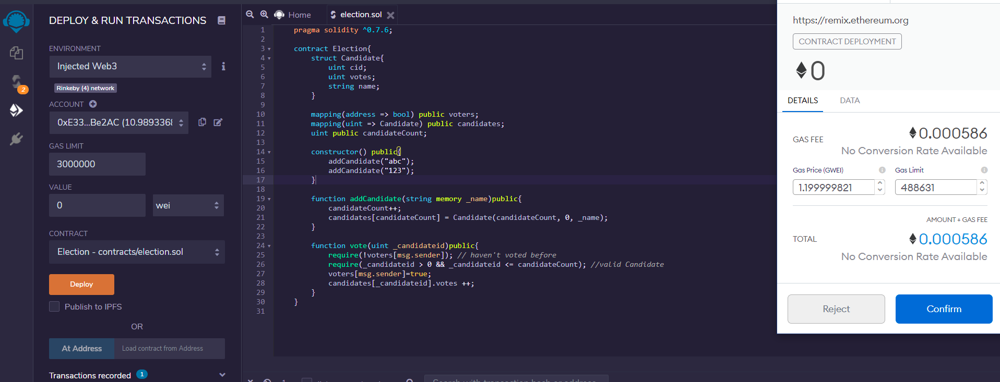 DEPLOY & RUN TRANSACTIONS
ENVIRONMENT
Injected Web3
Rinkeby (4) network
ACCOUNT
0xE33...Be2AC (10.9893368
GAS LIMIT
3000000
VALUE
0
wei
CONTRACT
Election - contracts/election.sol
Deploy
Publish to IPFS
OR
At Address
Load contract from Address
Transactions recorded 1
2
Home
election.sol
1 pragma solidity ^0.7.6;
2
3 contract Election{
4 struct Candidate{
5 uint cid;
6 uint votes;
7 string name;
8 }
9
10 mapping(address => bool) public voters;
11 mapping(uint => Candidate) public candidates;
12 uint public candidateCount;
13
14 constructor() public{
15 addCandidate("abc");
16 addCandidate("123");
17 }
18
19 function addCandidate(string memory _name)public{
20 candidateCount++;
21 candidates[candidateCount] = Candidate(candidateCount, 0, _name);
22 }
23
24 function vote(uint _candidateid)public{
25 require(!voters[msg.sender]); // haven't voted before
26 require(_candidateid > 0 && _candidateid <= candidateCount); //valid Candidate
27 voters[msg.sender]=true;
28 candidates[_candidateid].votes ++;
29 }
30 }
31
Search with transaction hash or address
https://remix.ethereum.org
CONTRACT DEPLOYMENT
0
DETAILS
DATA
GAS FEE
0.000586
No Conversion Rate Available
Gas Price (GWEI)
Gas Limit
1.199999821
488631
AMOUNT + GAS FEE
TOTAL
0.000586
No Conversion Rate Available
Reject
Confirm